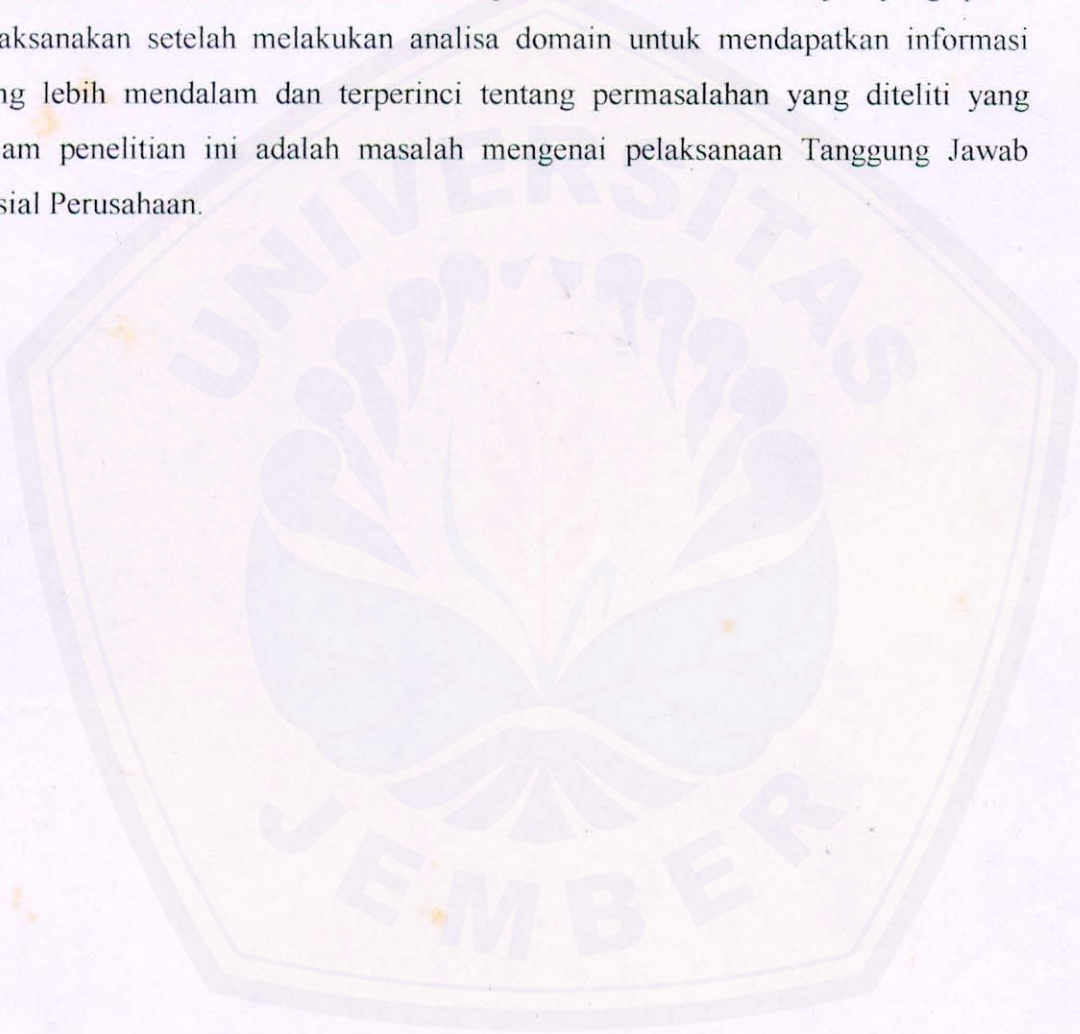 aksanakan setelah melakukan analisa domain untuk mendapatkan informasi
ng lebih mendalam dan terperinci tentang permasalahan yang diteliti yang
am penelitian ini adalah masalah mengenai pelaksanaan Tanggung Jawab
sial Perusahaan.
UNIVERSITAS
JEMBER